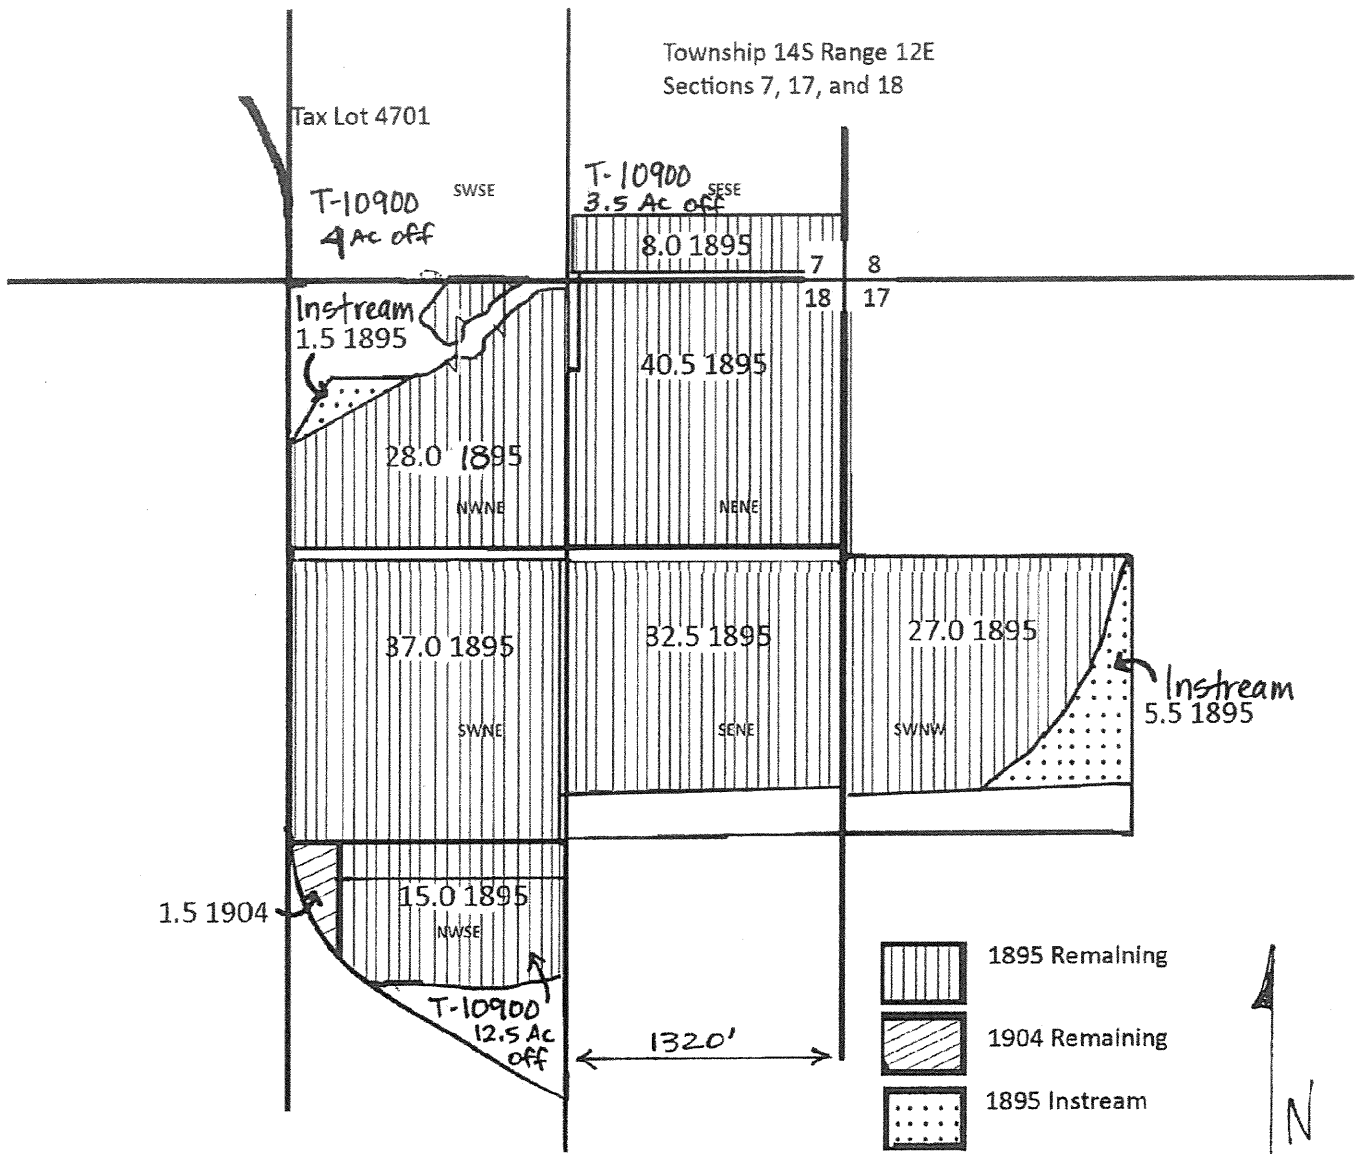 Township 14S Range 12E
Sections 7, 17, and 18
Tax Lot 4701
T-10900
4 Ac off
SWSE
T-10900
3.5 Ac off
SESE
8.0 1895
7
8
18
17
Instream
1.5 1895
40.5 1895
28.0 1895
NWNE
NENE
37.0 1895
32.5 1895
27.0 1895
Instream
5.5 1895
SWNE
SENE
SWNW
1.5 1904
15.0 1895
NWSE
T-10900
12.5 Ac
off
1320'
1895 Remaining
1904 Remaining
1895 Instream
N